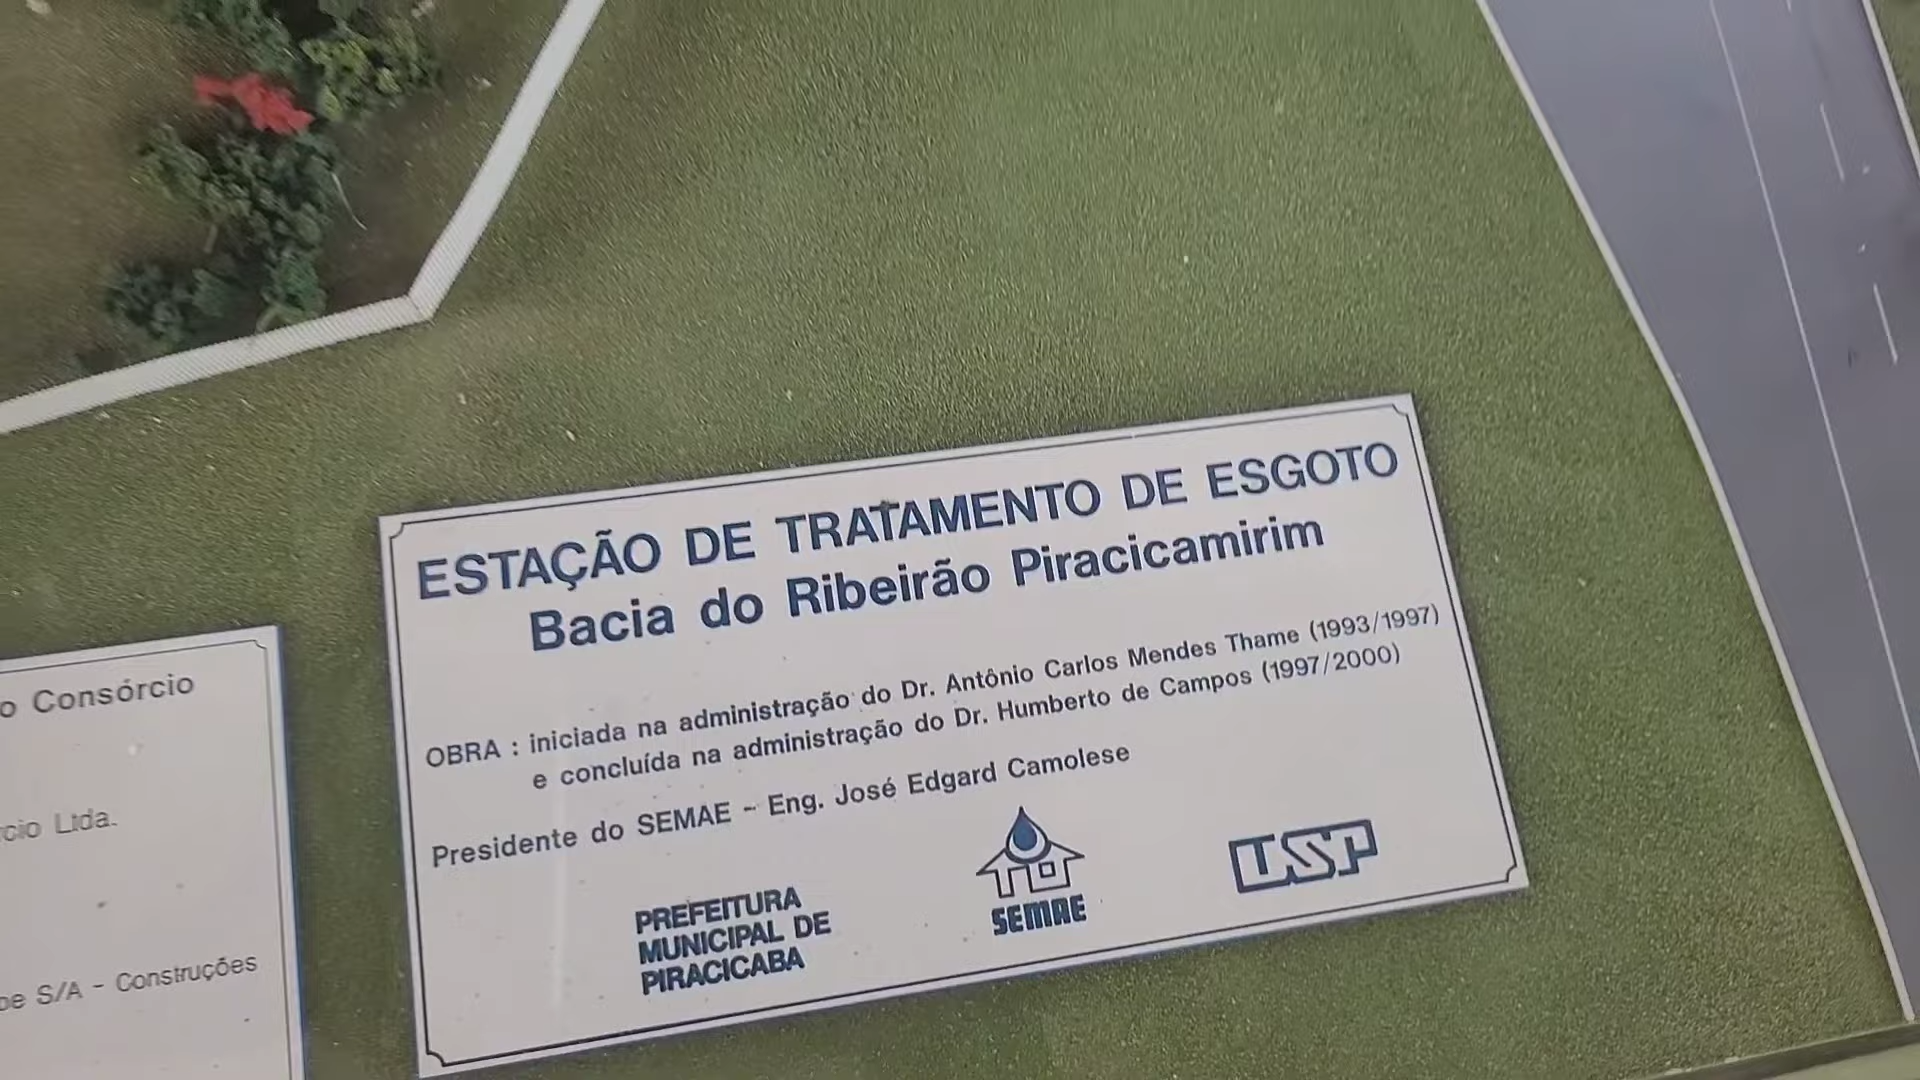 ESTAÇÃO DE TRATAMENTO DE ESGOTO
Bacia do Ribeirão Piracicamirim
OBRA : iniciada na administração do Dr. Antônio Carlos Mendes Thame (1993/1997)
e concluída na administração do Dr. Humberto de Campos (1997/2000)
Presidente do SEMAE - Eng. José Edgard Camolese
PREFEITURA
MUNICIPAL DE
PIRACICABA
SEMAE
USP
o Consórcio
Ltda.
S/A - Construções